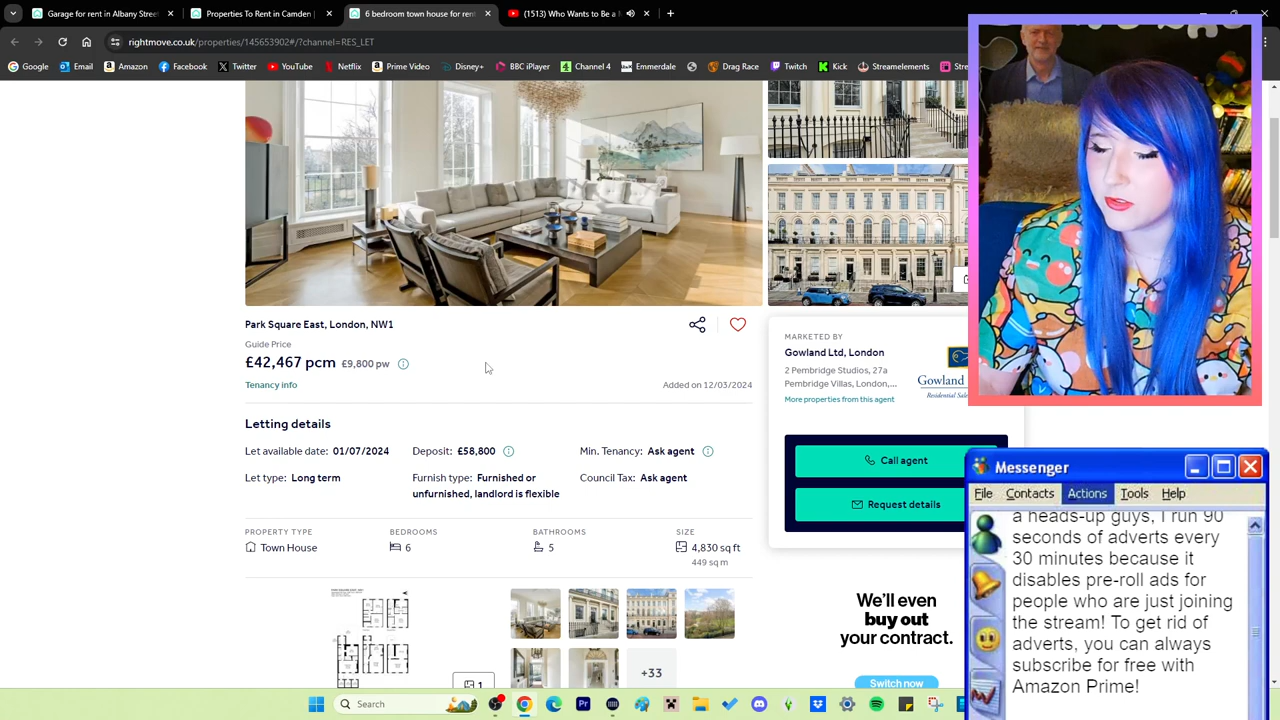 Garage for rent in Albany Stree
Properties To Rent in Camden
6 bedroom town house for rent
(1513) Who Wants to Be a
rightmove.co.uk/properties/145653902#/?channel=RES_LET
Google
Email
Amazon
Facebook
Twitter
YouTube
Netflix
Prime Video
Disney+
BBC iPlayer
Channel 4
Emmerdale
Drag Race
Twitch
Kick
Streamelements
Park Square East, London, NW1
Guide Price
£42,467 pcm £9,800 pw
Tenancy info
Added on 12/03/2024
Letting details
Let available date: 01/07/2024
Deposit: £58,800
Min. Tenancy: Ask agent
Let type: Long term
Furnish type: Furnished or
unfurnished, landlord is flexible
Council Tax: Ask agent
PROPERTY TYPE
Town House
BEDROOMS
6
BATHROOMS
5
SIZE
4,830 sq ft
449 sq m
1
+33
MARKETED BY
Gowland Ltd, London
2 Pembridge Studios, 27a
Pembridge Villas, London,...
More properties from this agent
Gowland
Call agent
Request details
We'll even
buy out
your contract.
Switch now
Messenger
File Contacts Actions Tools Help
a heads-up guys, I run 90
seconds of adverts every
30 minutes because it
disables pre-roll ads for
people who are just joining
the stream! To get rid of
adverts, you can always
subscribe for free with
Amazon Prime!
Search